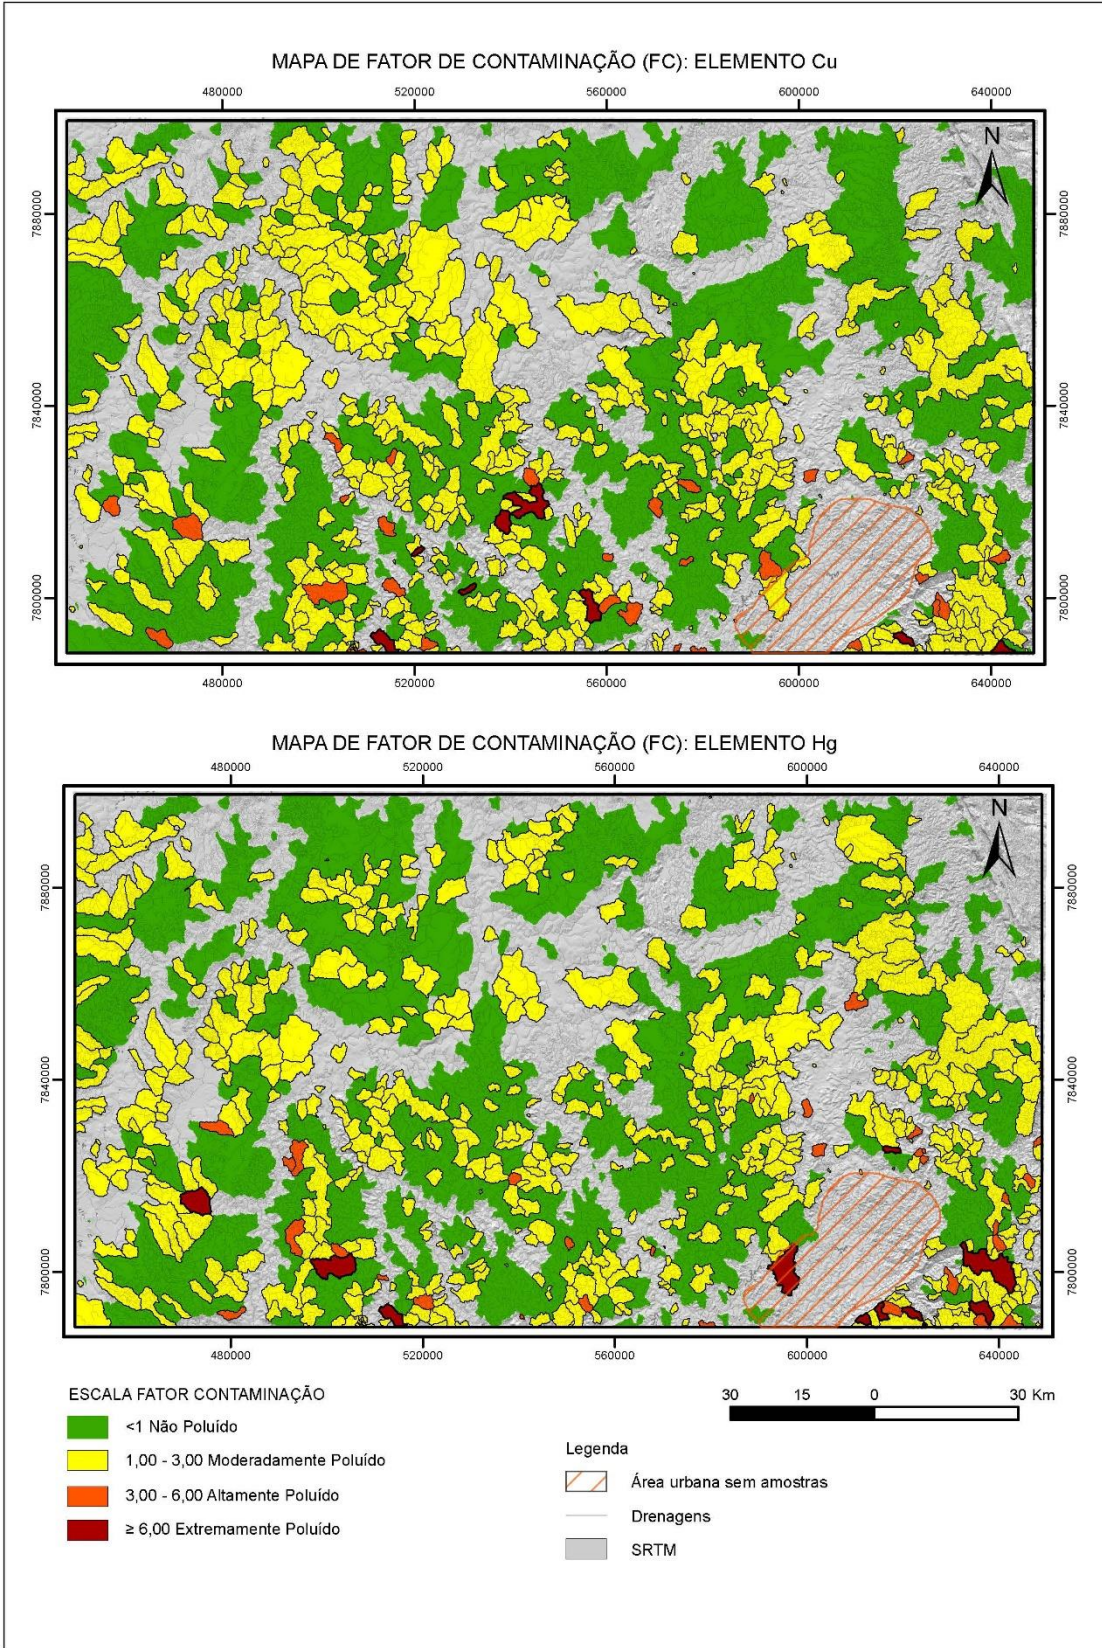 MAPA DE FATOR DE CONTAMINAÇÃO (FC): ELEMENTO Cu
480000 520000 560000 600000 640000
N
7880000 7880000
7840000 7840000
7800000 7800000
480000 520000 560000 600000 640000
MAPA DE FATOR DE CONTAMINAÇÃO (FC): ELEMENTO Hg
480000 520000 560000 600000 640000
N
7880000 7880000
7840000 7840000
7800000 7800000
480000 520000 560000 600000 640000
ESCALA FATOR CONTAMINAÇÃO
<1 Não Poluído
1,00 - 3,00 Moderadamente Poluído
3,00 - 6,00 Altamente Poluído
≥ 6,00 Extremamente Poluído
30 15 0 30 Km
Legenda
Área urbana sem amostras
Drenagens
SRTM